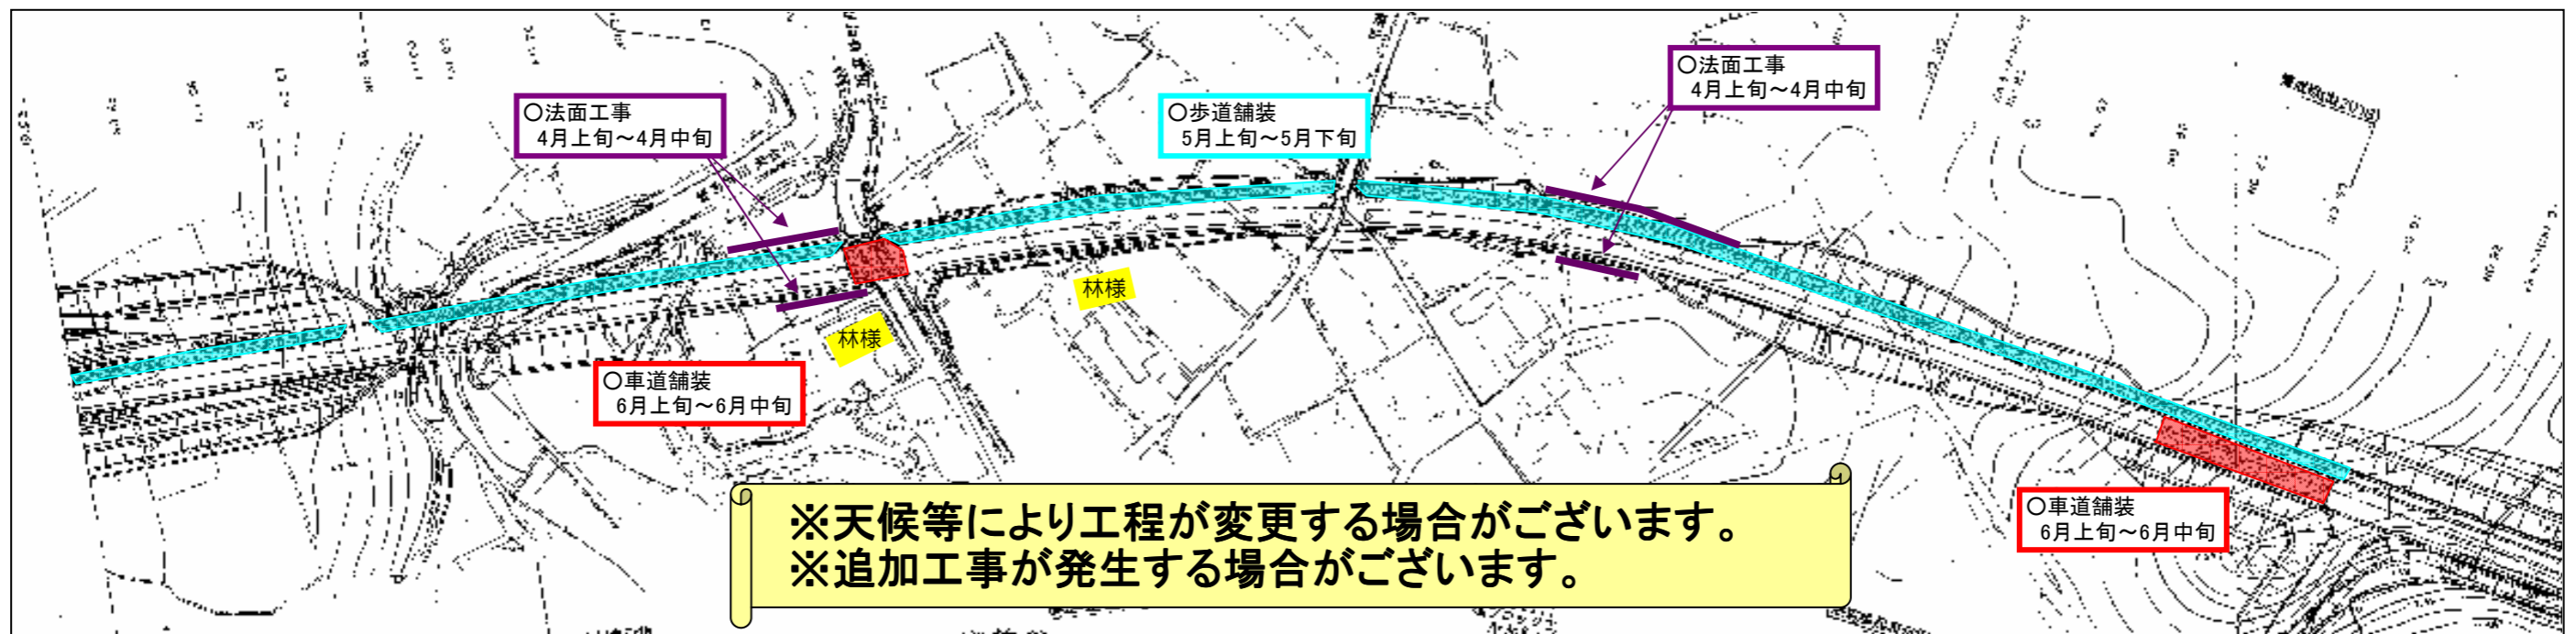 〇法面工事
4月上旬～4月中旬
〇歩道舗装
5月上旬～5月下旬
〇法面工事
4月上旬～4月中旬
林様
林様
〇車道舗装
6月上旬～6月中旬
〇車道舗装
6月上旬～6月中旬
※天候等により工程が変更する場合がございます。
※追加工事が発生する場合がございます。